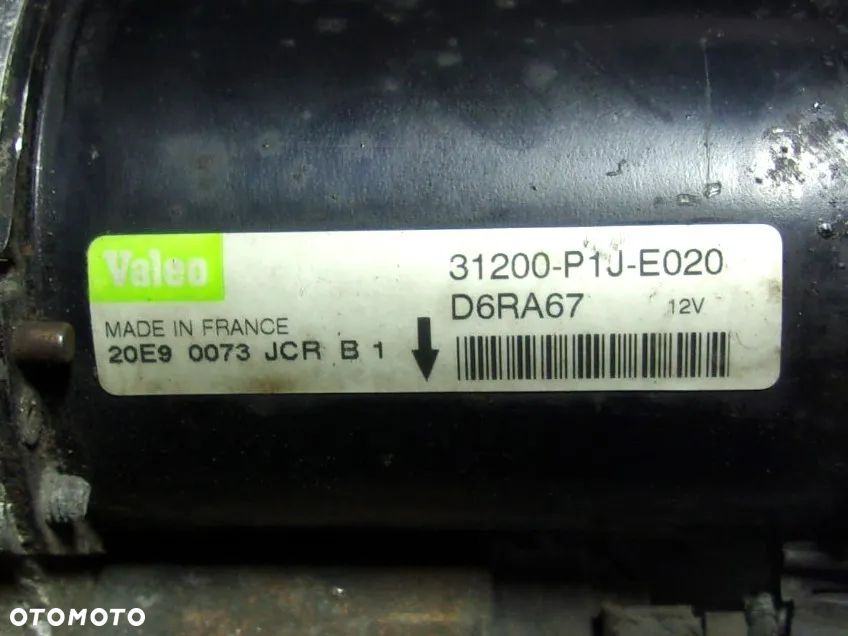 Valeo
MADE IN FRANCE
20E9 0073 JCR B 1
31200-P1J-E020
D6RA67 12V
OTOMOTO